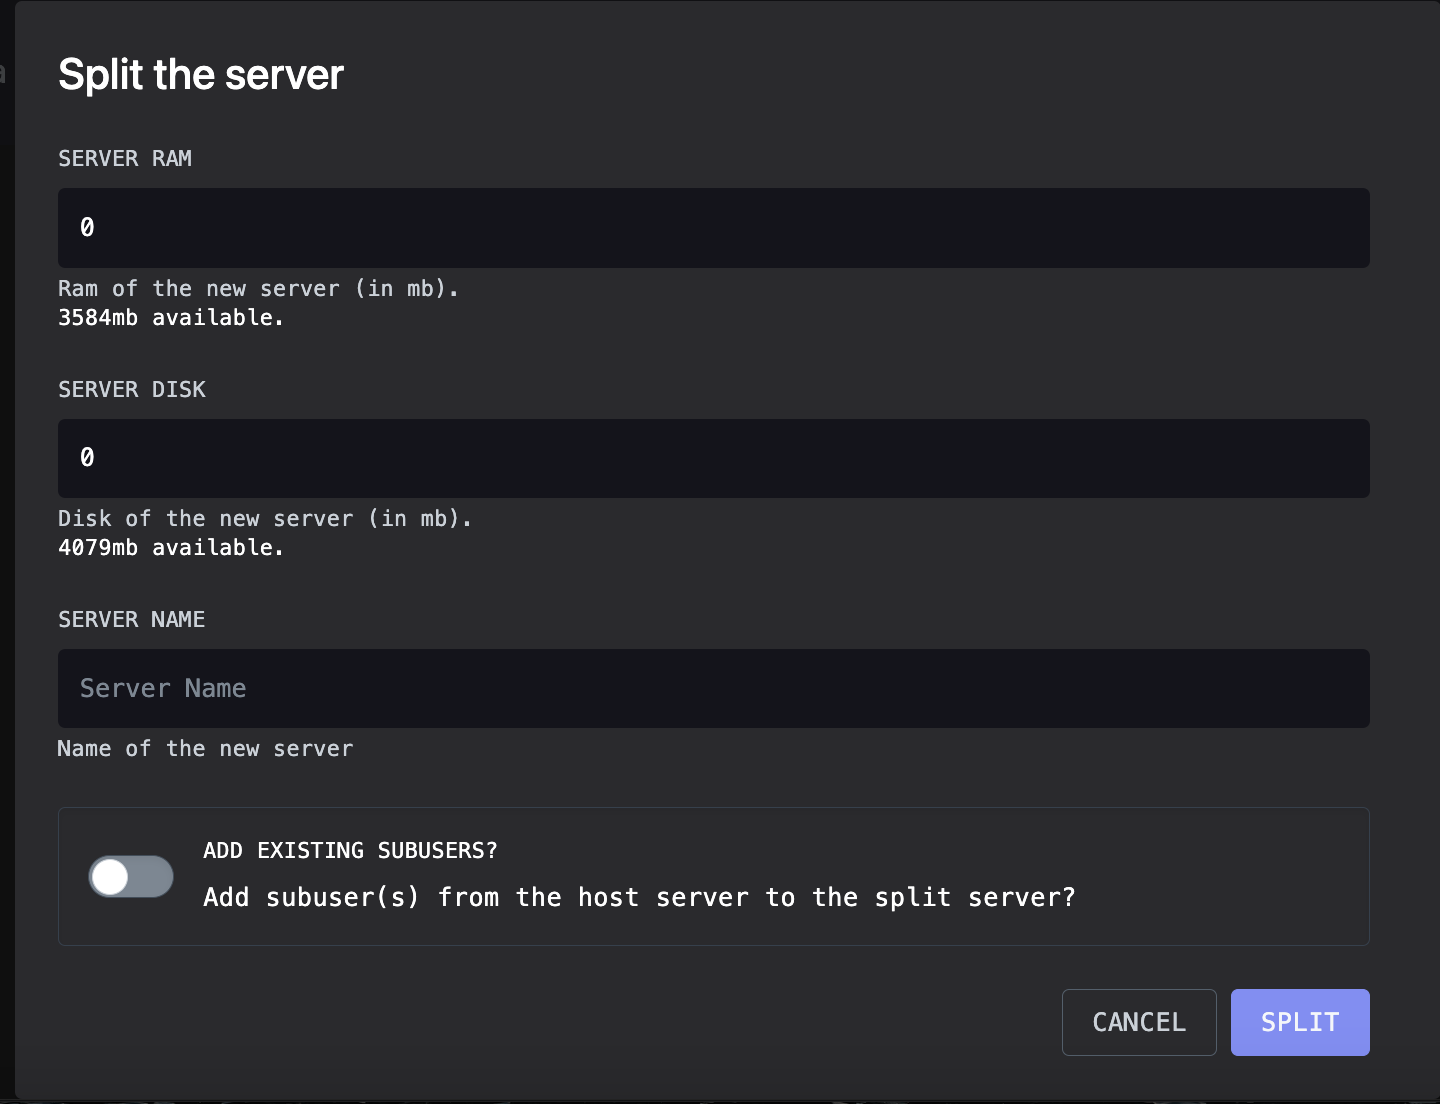 Split the server
SERVER RAM
0
Ram of the new server (in mb).
3584mb available.
SERVER DISK
0
Disk of the new server (in mb).
4079mb available.
SERVER NAME
Server Name
Name of the new server
ADD EXISTING SUBUSERS?
Add subuser(s) from the host server to the split server?
CANCEL
SPLIT